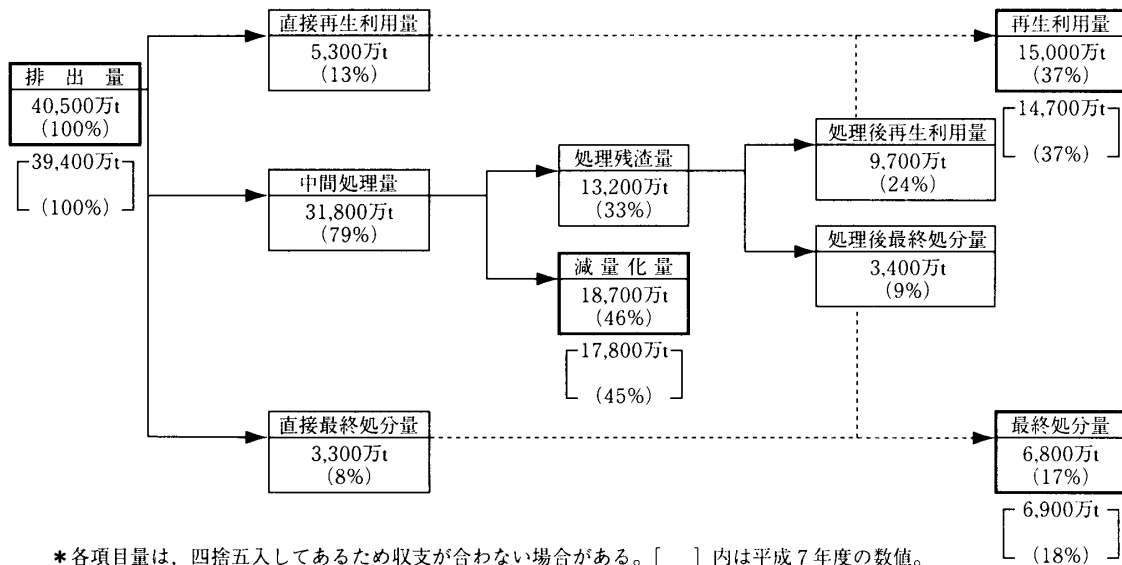 直接再生利用量
5,300万t
(13%)
再生利用量
15,000万t
(37%)
14,700万t
(37%)
排出量
40,500万t
(100%)
39,400万t
(100%)
中間処理量
31,800万t
(79%)
処理残渣量
13,200万t
(33%)
処理後再生利用量
9,700万t
(24%)
処理後最終処分量
3,400万t
(9%)
減量化量
18,700万t
(46%)
17,800万t
(45%)
直接最終処分量
3,300万t
(8%)
最終処分量
6,800万t
(17%)
6,900万t
(18%)
*各項目量は，四捨五入してあるため収支が合わない場合がある。[　]内は平成7年度の数値。